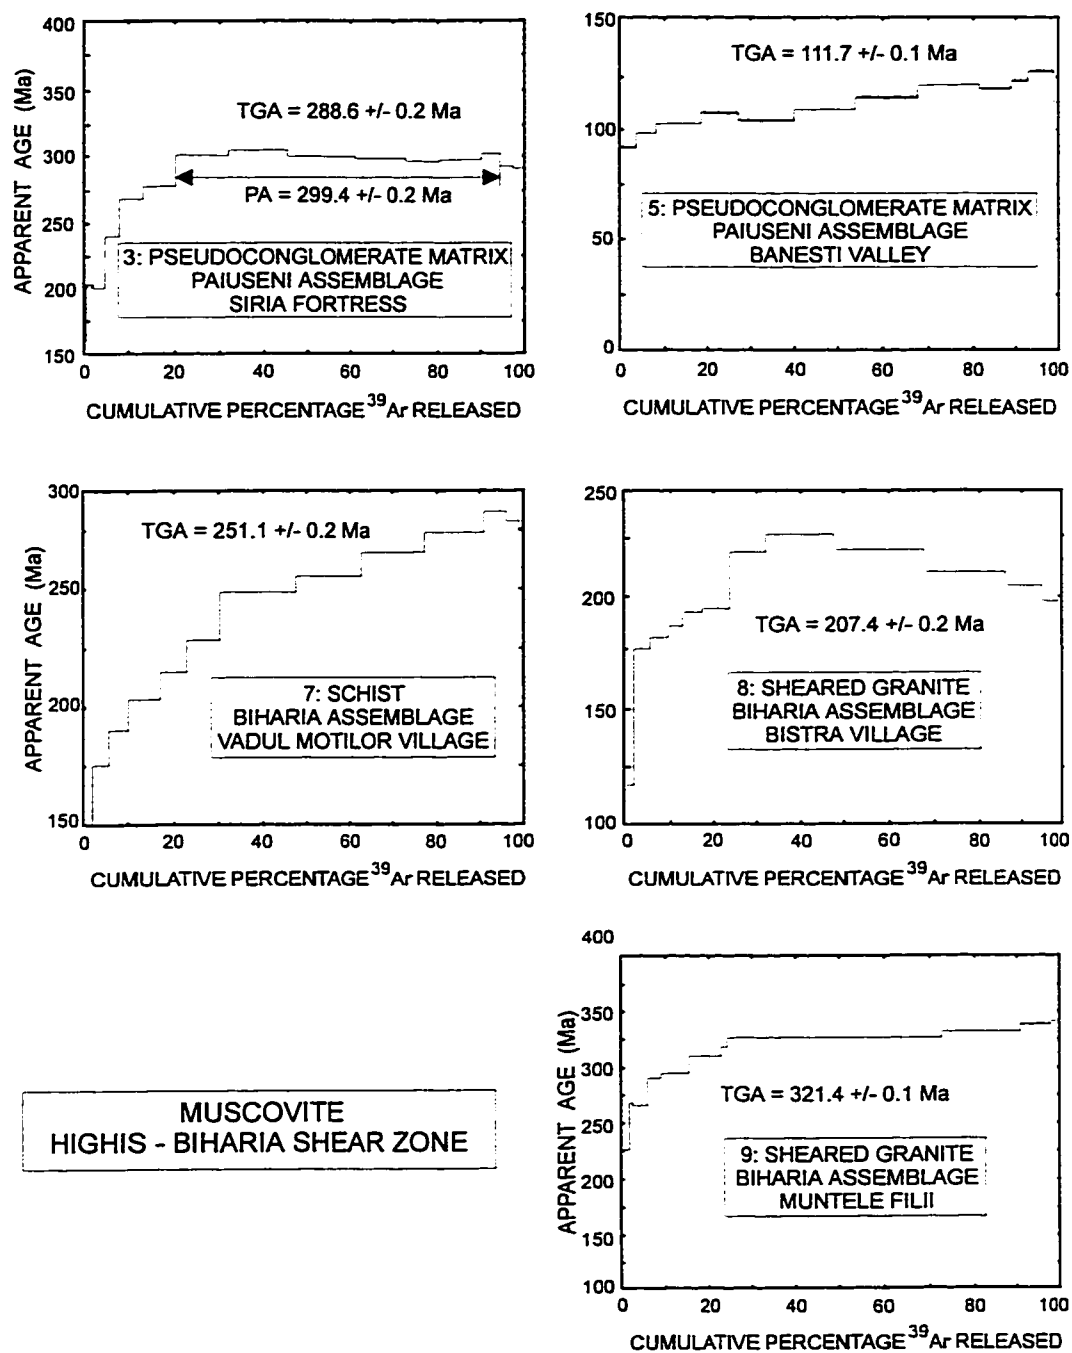 400
350
300
250
200
150
APPARENT AGE (Ma)
TGA = 288.6 +/- 0.2 Ma
PA = 299.4 +/- 0.2 Ma
3: PSEUDOCONGLOMERATE MATRIX
PAIUSENI ASSEMBLAGE
SIRIA FORTRESS
0 20 40 60 80 100
CUMULATIVE PERCENTAGE 39Ar RELEASED
150
100
50
0
TGA = 111.7 +/- 0.1 Ma
5: PSEUDOCONGLOMERATE MATRIX
PAIUSENI ASSEMBLAGE
BANESTI VALLEY
0 20 40 60 80 100
CUMULATIVE PERCENTAGE 39Ar RELEASED
300
250
200
150
APPARENT AGE (Ma)
TGA = 251.1 +/- 0.2 Ma
7: SCHIST
BIHARIA ASSEMBLAGE
VADUL MOTILOR VILLAGE
0 20 40 60 80 100
CUMULATIVE PERCENTAGE 39Ar RELEASED
250
200
150
100
TGA = 207.4 +/- 0.2 Ma
8: SHEARED GRANITE
BIHARIA ASSEMBLAGE
BISTRA VILLAGE
0 20 40 60 80 100
CUMULATIVE PERCENTAGE 39Ar RELEASED
MUSCOVITE
HIGHIS - BIHARIA SHEAR ZONE
400
350
300
250
200
150
100
APPARENT AGE (Ma)
TGA = 321.4 +/- 0.1 Ma
9: SHEARED GRANITE
BIHARIA ASSEMBLAGE
MUNTELE FILII
0 20 40 60 80 100
CUMULATIVE PERCENTAGE 39Ar RELEASED